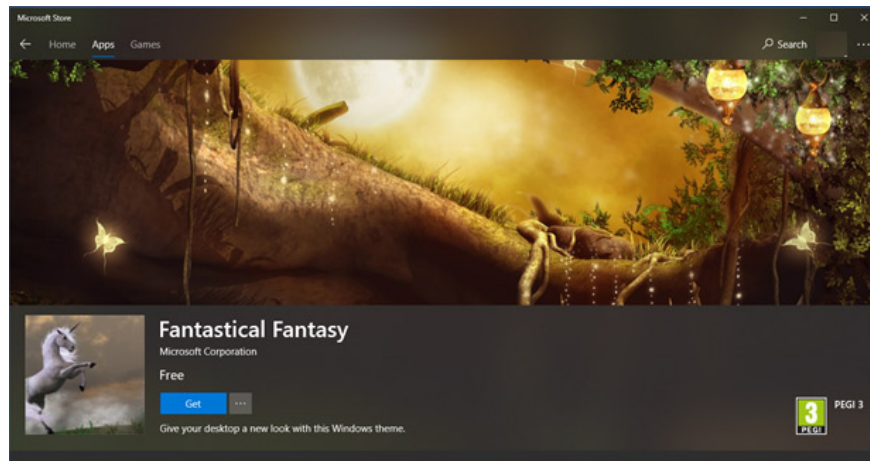 Microsoft Store
Home Apps Games
Search
Fantastical Fantasy
Microsoft Corporation
Free
Get
Give your desktop a new look with this Windows theme.
3
PEGI
PEGI 3